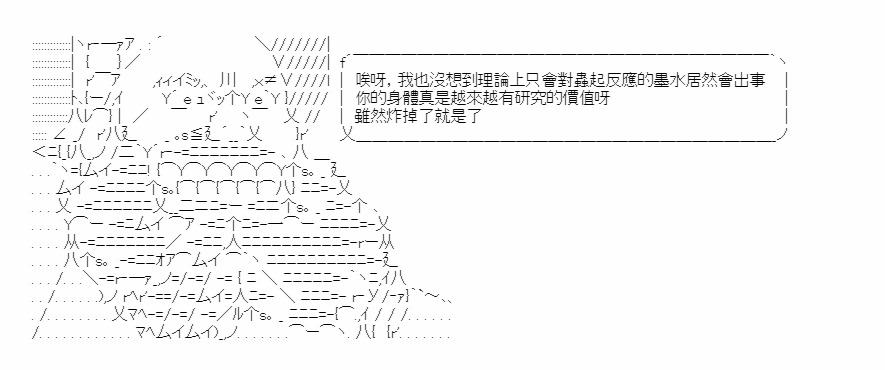 唉呀，我也沒想到理論上只會對蟲起反應的墨水居然會出事
你的身體真是越來越有研究的價值呀
雖然炸掉了就是了